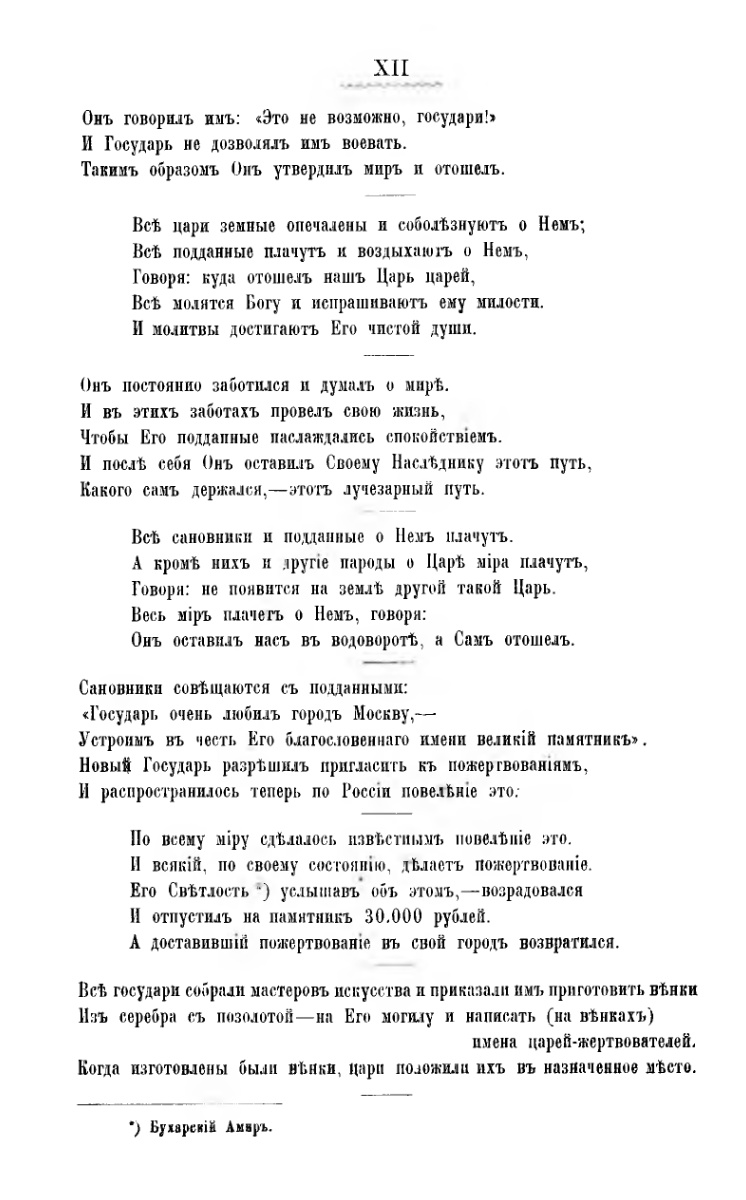 XII
Онъ говорилъ имъ: «Это не возможно, государи!»
И Государь не дозволялъ имъ воевать.
Такимъ образомъ Онъ утвердилъ миръ и отошелъ.
Всѣ цари земные опечалены и соболѣзнуютъ о Немъ;
Всѣ подданные плачутъ и воздыхаютъ о Немъ,
Говоря: куда отошелъ нашъ Царь царей,
Всѣ молятся Богу и испрашиваютъ ему милости.
И молитвы достигаютъ Его чистой души.
Онъ постоянно заботился и думалъ о мирѣ.
И въ этихъ заботахъ провелъ свою жизнь,
Чтобы Его подданные наслаждались спокойствіемъ.
И послѣ себя Онъ оставилъ Своему Наслѣднику этотъ путь,
Какого самъ держался,—этотъ лучезарный путь.
Всѣ сановники и подданные о Немъ плачутъ.
А кромѣ нихъ и другіе народы о Царѣ міра плачутъ,
Говоря: не появится на землѣ другой такой Царь.
Весь міръ плачетъ о Немъ, говоря:
Онъ оставилъ насъ въ водоворотѣ, а Самъ отошелъ.
Сановники совѣщаются съ подданными:
«Государь очень любилъ городъ Москву,—
Устроимъ въ честь Его благословеннаго имени великій памятникъ».
Новый Государь разрѣшилъ пригласить къ пожертвованіямъ,
И распространилось теперь по Россіи повелѣніе это.
По всему міру сдѣлалось извѣстнымъ повелѣніе это.
И всякій, по своему состоянію, дѣлаетъ пожертвованіе.
Его Свѣтлость *) услышавъ объ этомъ,—возрадовался
И отпустилъ на памятникъ 30.000 рублей.
А доставившій пожертвованіе въ свой городъ возвратился.
Всѣ государи собрали мастеровъ искусства и приказали имъ приготовить вѣнки
Изъ серебра съ позолотой—на Его могилу и написать (на вѣнкахъ)
имена царей-жертвователей.
Когда изготовлены были вѣнки, цари положили ихъ въ назначенное мѣсто.
*) Бухарскій Амиръ.